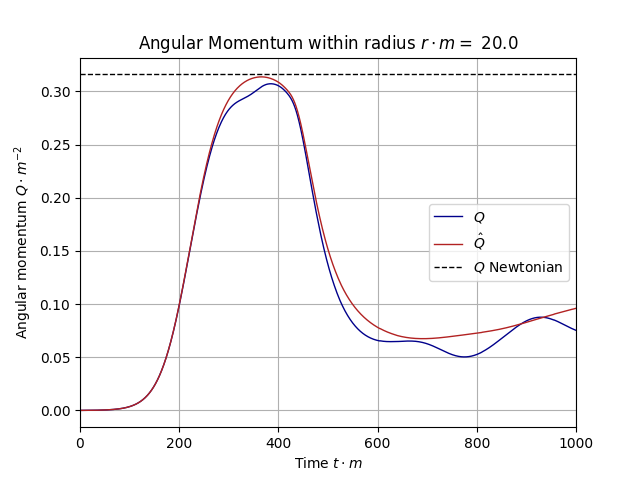 Angular Momentum within radius r · m = 20.0
Angular momentum Q · m⁻²
0.30
0.25
0.20
0.15
0.10
0.05
0.00
Q
Q̂
Q Newtonian
0 200 400 600 800 1000
Time t · m